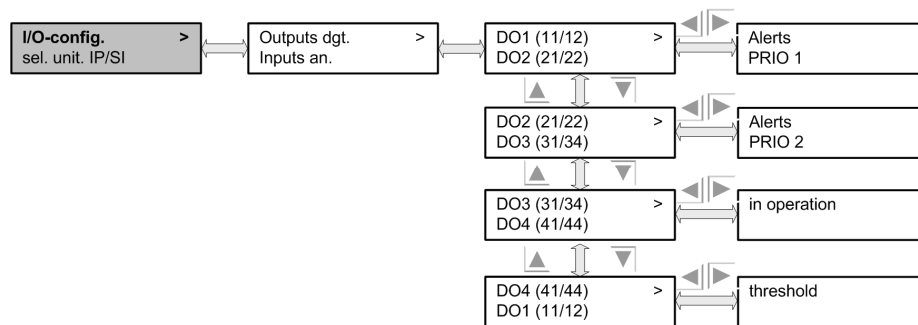 I/O-config. >
sel. unit. IP/SI
Outputs dgt. >
Inputs an.
DO1 (11/12) >
DO2 (21/22)
Alerts
PRIO 1
DO2 (21/22) >
DO3 (31/34)
Alerts
PRIO 2
DO3 (31/34) >
DO4 (41/44)
in operation
DO4 (41/44) >
DO1 (11/12)
threshold